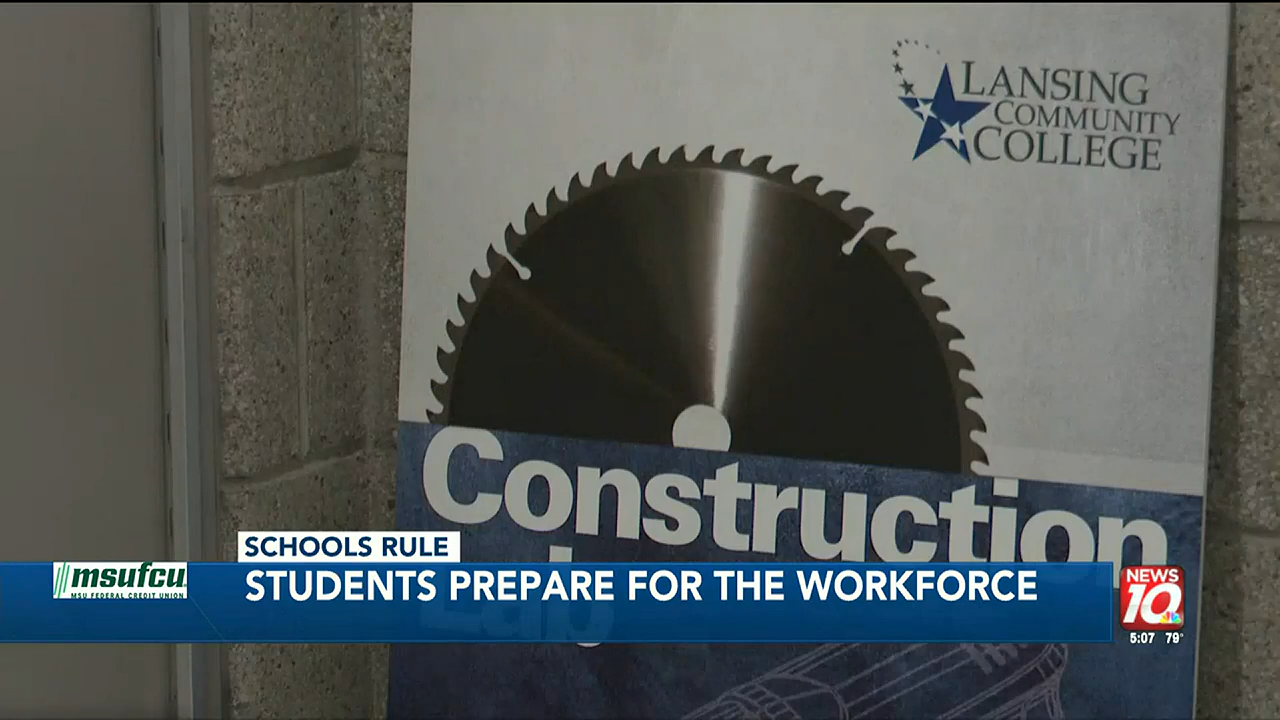 LANSING
COMMUNITY
COLLEGE
Construction
Lab
SCHOOLS RULE
msufcu
MSU FEDERAL CREDIT UNION
STUDENTS PREPARE FOR THE WORKFORCE
NEWS
10
5:07 79°